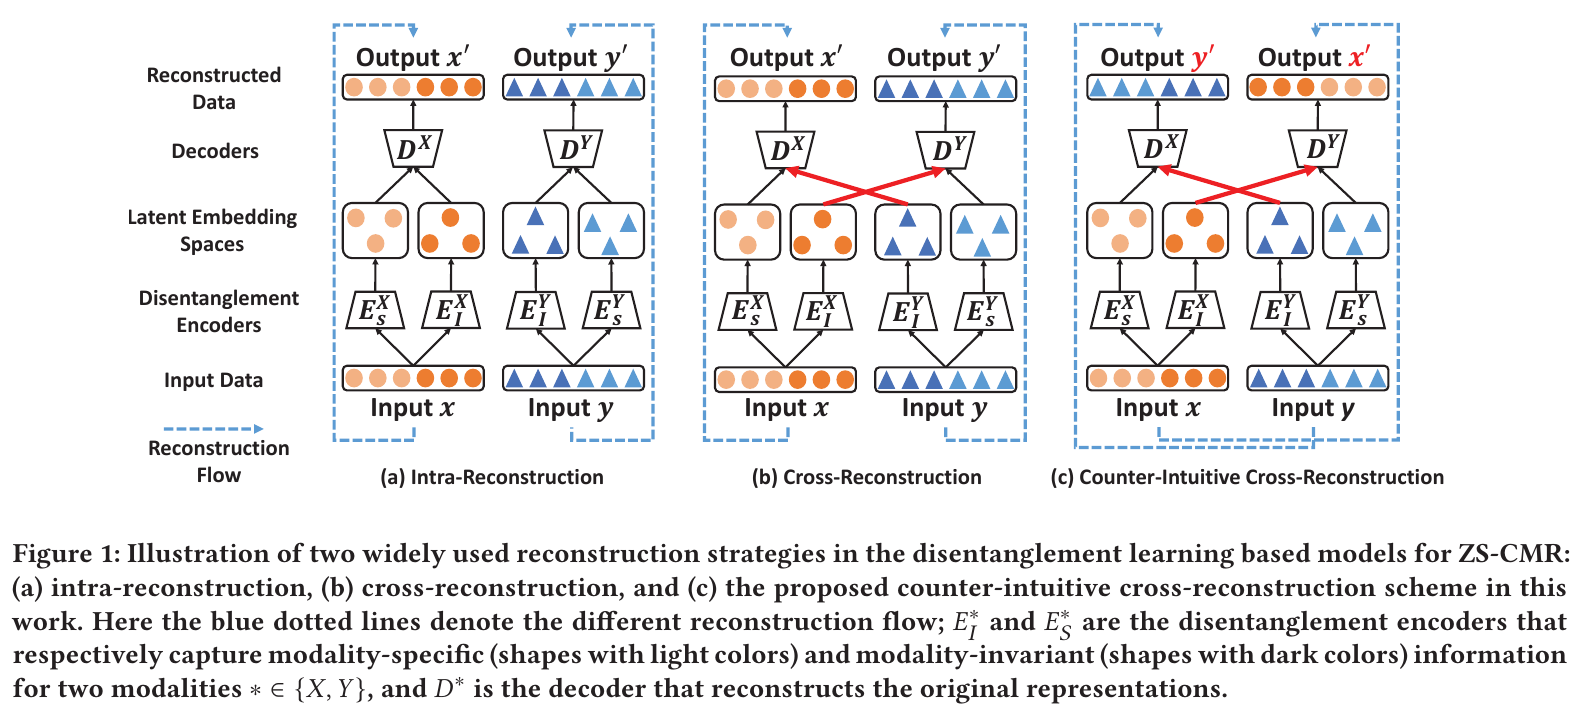 Output x′ Output y′ Output x′ Output y′ Output y′ Output x′
Reconstructed
Data
Decoders
D^X D^Y D^X D^Y D^X D^Y
Latent Embedding
Spaces
Disentanglement
Encoders
E_s^X E_I^X E_I^Y E_s^Y E_s^X E_I^X E_I^Y E_s^Y E_s^X E_I^X E_I^Y E_s^Y
Input Data
Input x Input y Input x Input y Input x Input y
Reconstruction
Flow
(a) Intra-Reconstruction (b) Cross-Reconstruction (c) Counter-Intuitive Cross-Reconstruction
Figure 1: Illustration of two widely used reconstruction strategies in the disentanglement learning based models for ZS-CMR:
(a) intra-reconstruction, (b) cross-reconstruction, and (c) the proposed counter-intuitive cross-reconstruction scheme in this
work. Here the blue dotted lines denote the different reconstruction flow; E_I^* and E_S^* are the disentanglement encoders that
respectively capture modality-specific (shapes with light colors) and modality-invariant (shapes with dark colors) information
for two modalities ∗ ∈ {X, Y}, and D^* is the decoder that reconstructs the original representations.